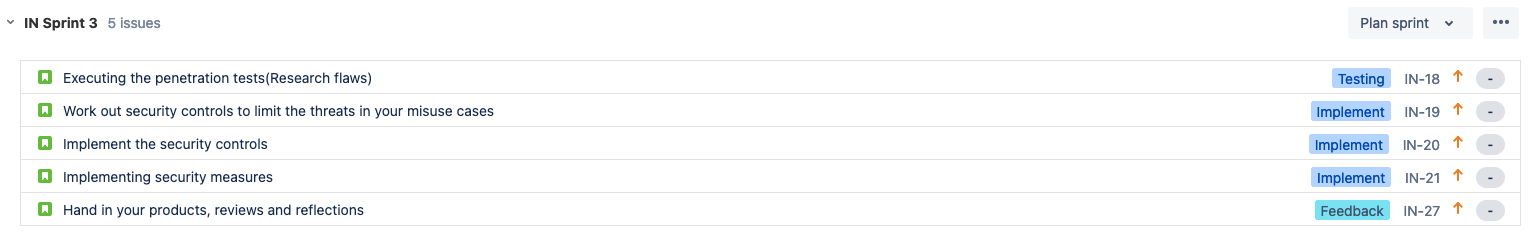 IN Sprint 3 5 issues Plan sprint •••
Executing the penetration tests(Research flaws) Testing IN-18 -
Work out security controls to limit the threats in your misuse cases Implement IN-19 -
Implement the security controls Implement IN-20 -
Implementing security measures Implement IN-21 -
Hand in your products, reviews and reflections Feedback IN-27 -